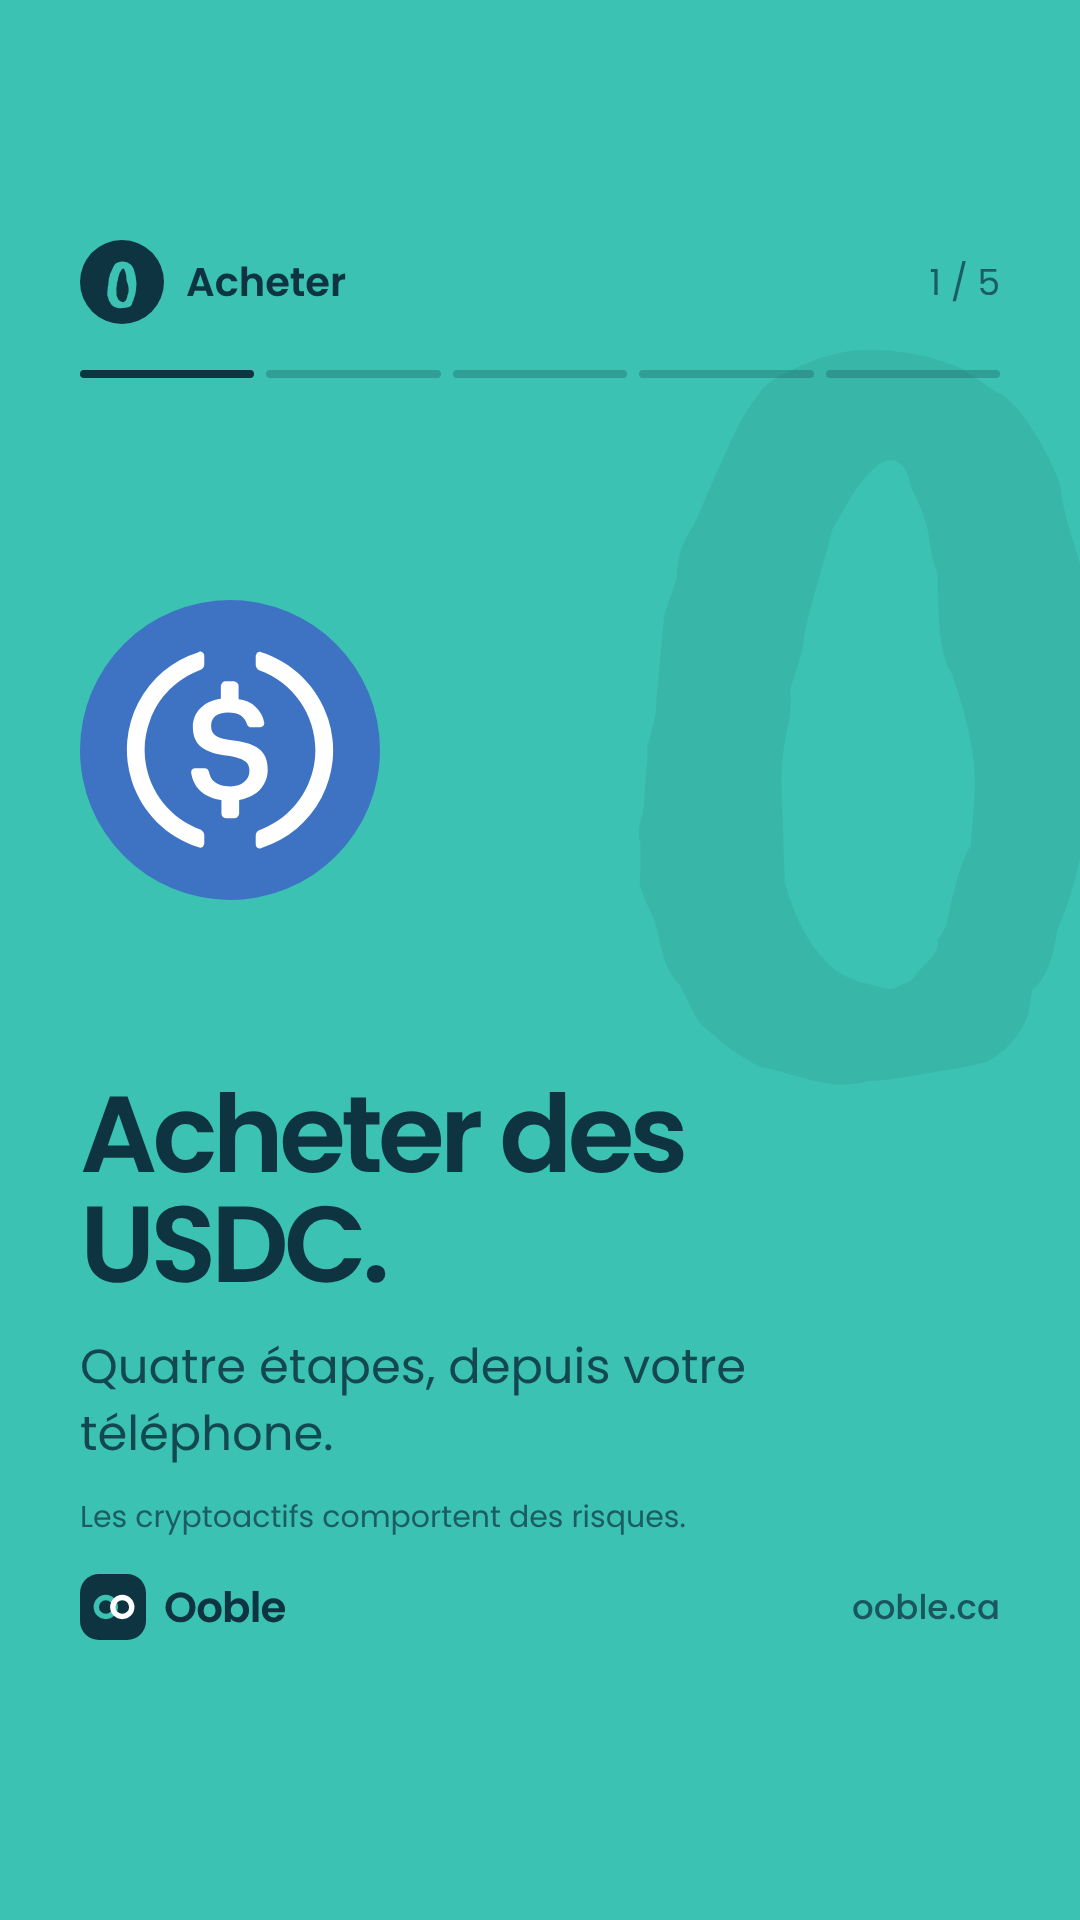 Acheter
1 / 5
Acheter des
USDC.
Quatre étapes, depuis votre
téléphone.
Les cryptoactifs comportent des risques.
Ooble
ooble.ca